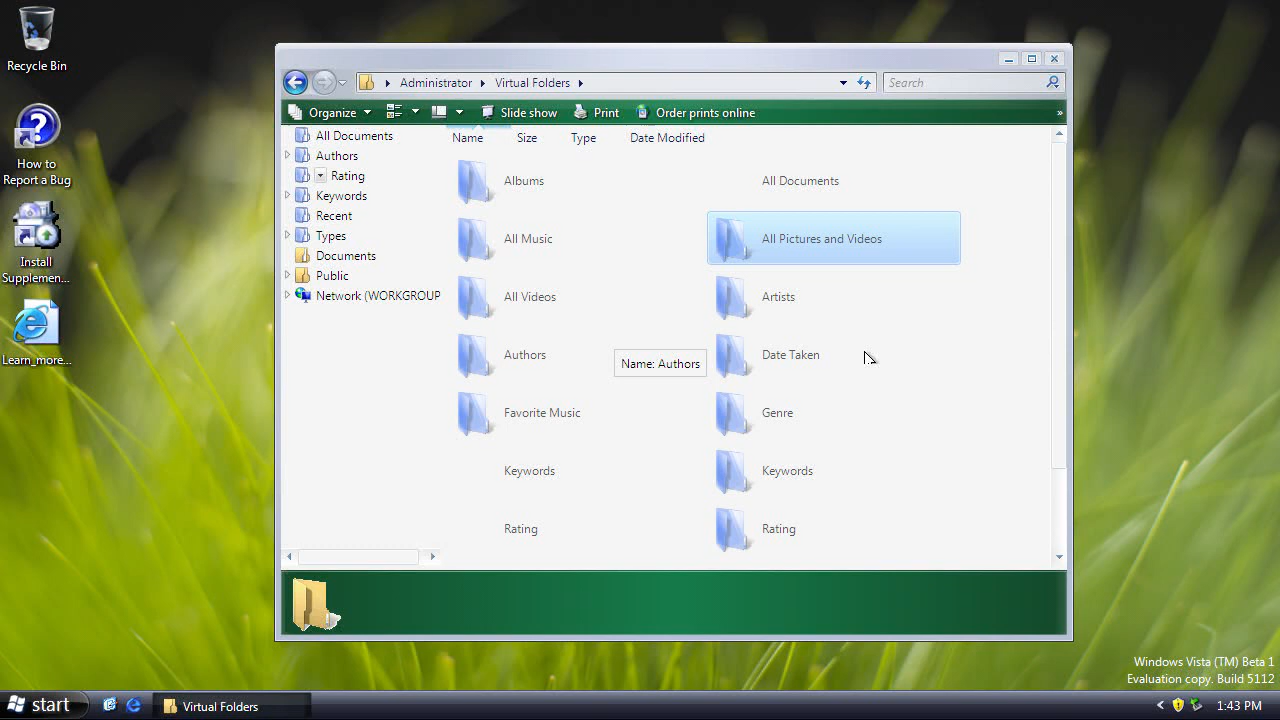 Recycle Bin
How to
Report a Bug
Install
Supplemen...
Learn_more...
Administrator
Virtual Folders
Search
Organize
Slide show
Print
Order prints online
»
All Documents
Authors
Rating
Keywords
Recent
Types
Documents
Public
Network (WORKGROUP
Name Size Type Date Modified
Albums
All Documents
All Music
All Pictures and Videos
All Videos
Artists
Authors
Name: Authors
Date Taken
Favorite Music
Genre
Keywords
Keywords
Rating
Rating
Windows Vista (TM) Beta 1
Evaluation copy. Build 5112
start
Virtual Folders
1:43 PM